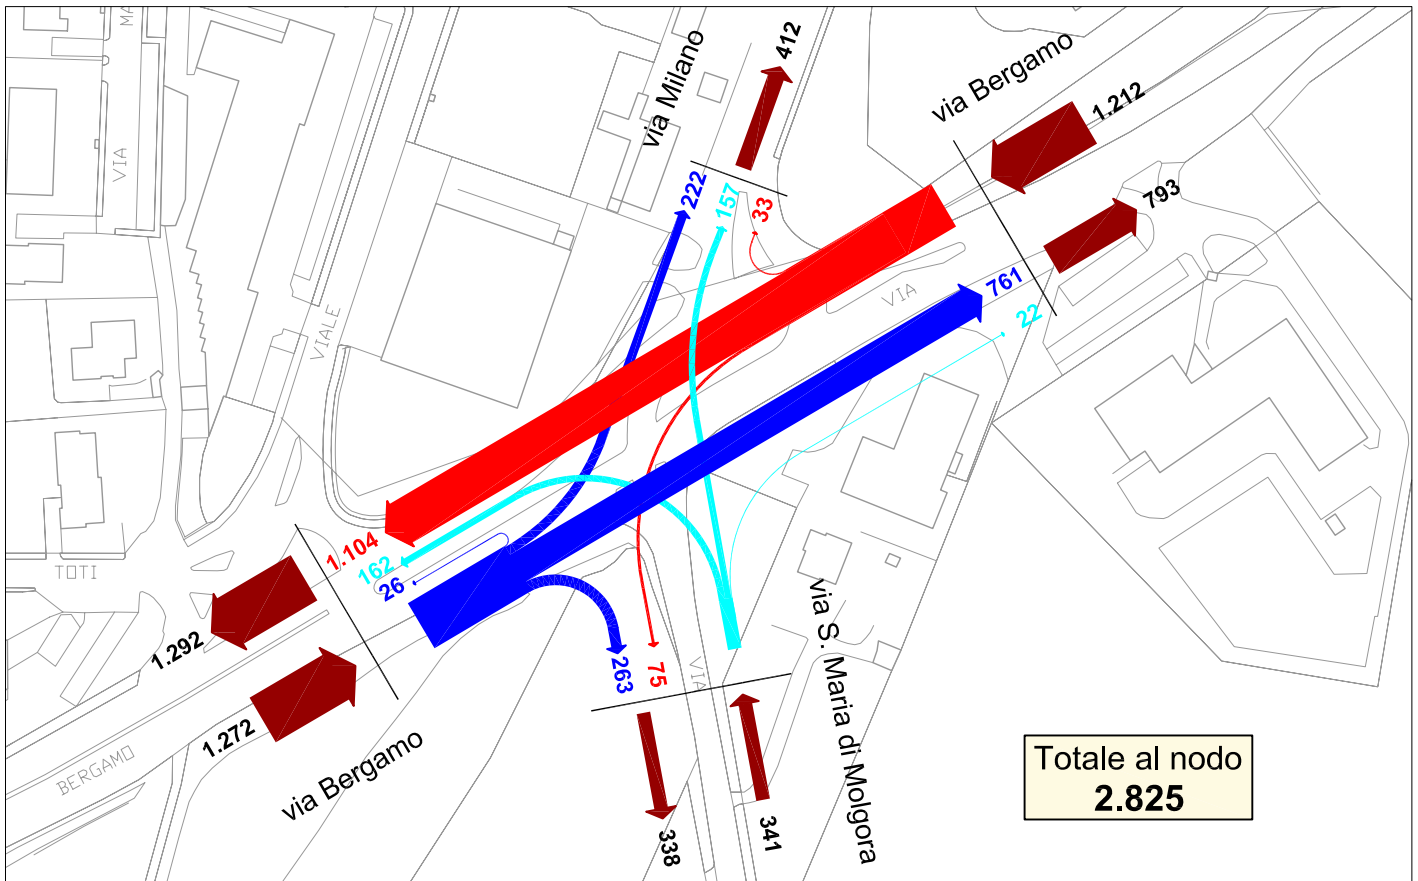 MA
VIA
412
via Milano
via Bergamo
1.212
222
157
33
793
VIALE
VIA
761
22
1.104
162
26
TOTI
1.292
263
75
VIA
via S. Maria di Molgora
1.272
BERGAMO
via Bergamo
338
341
Totale al nodo
2.825